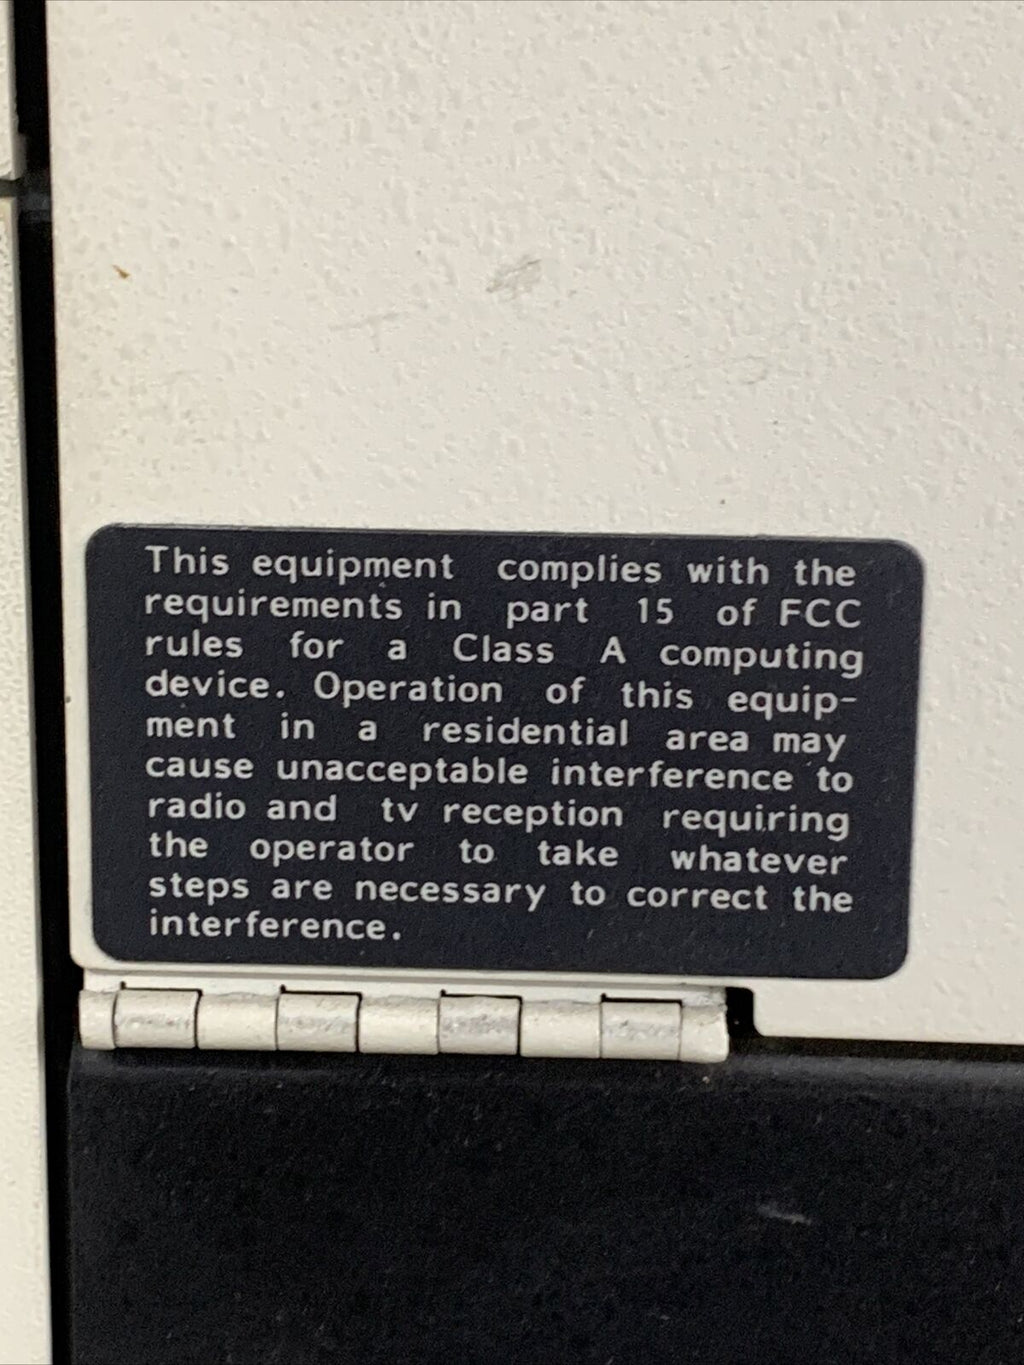 This equipment complies with the
requirements in part 15 of FCC
rules for a Class A computing
device. Operation of this equip-
ment in a residential area may
cause unacceptable interference to
radio and tv reception requiring
the operator to take whatever
steps are necessary to correct the
interference.